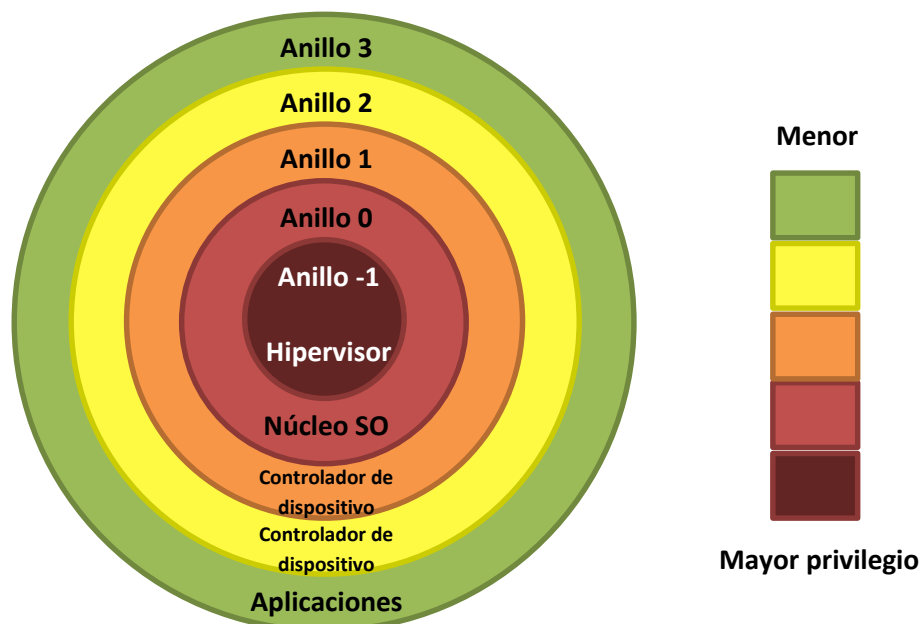 Anillo 3
Anillo 2
Anillo 1
Anillo 0
Anillo -1
Hipervisor
Núcleo SO
Controlador de
dispositivo
Controlador de
dispositivo
Aplicaciones
Menor
Mayor privilegio